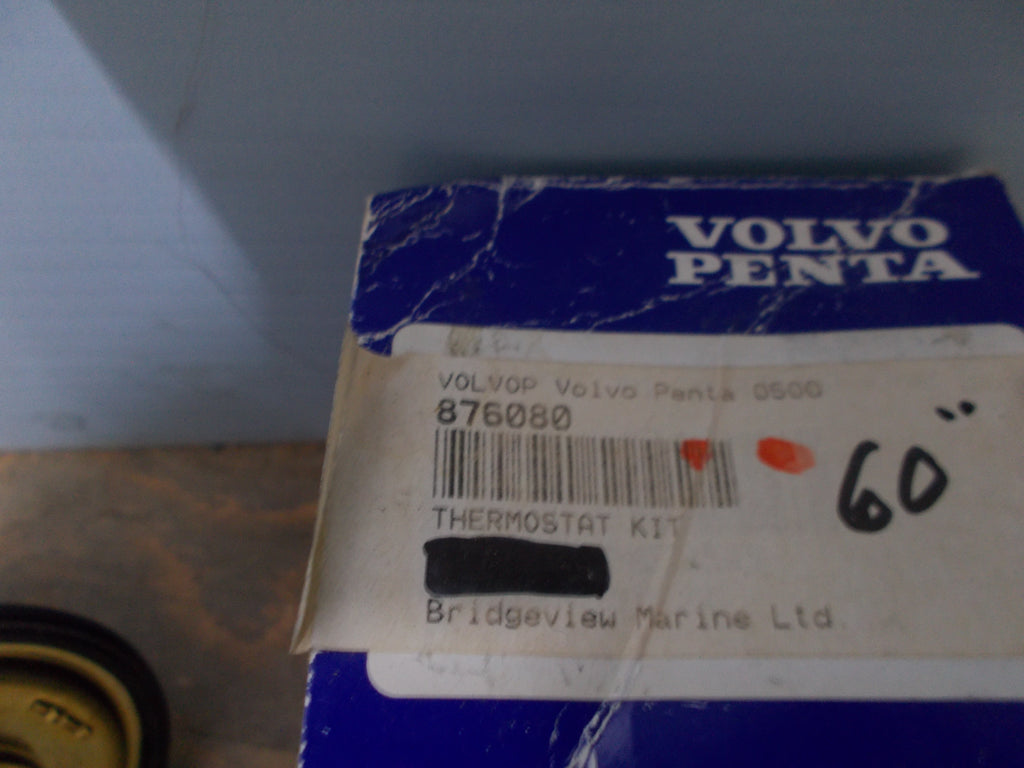 VOLVO
PENTA
VOLVOP Volvo Penta 0500
876080
60"
THERMOSTAT KIT
Bridgeview Marine Ltd